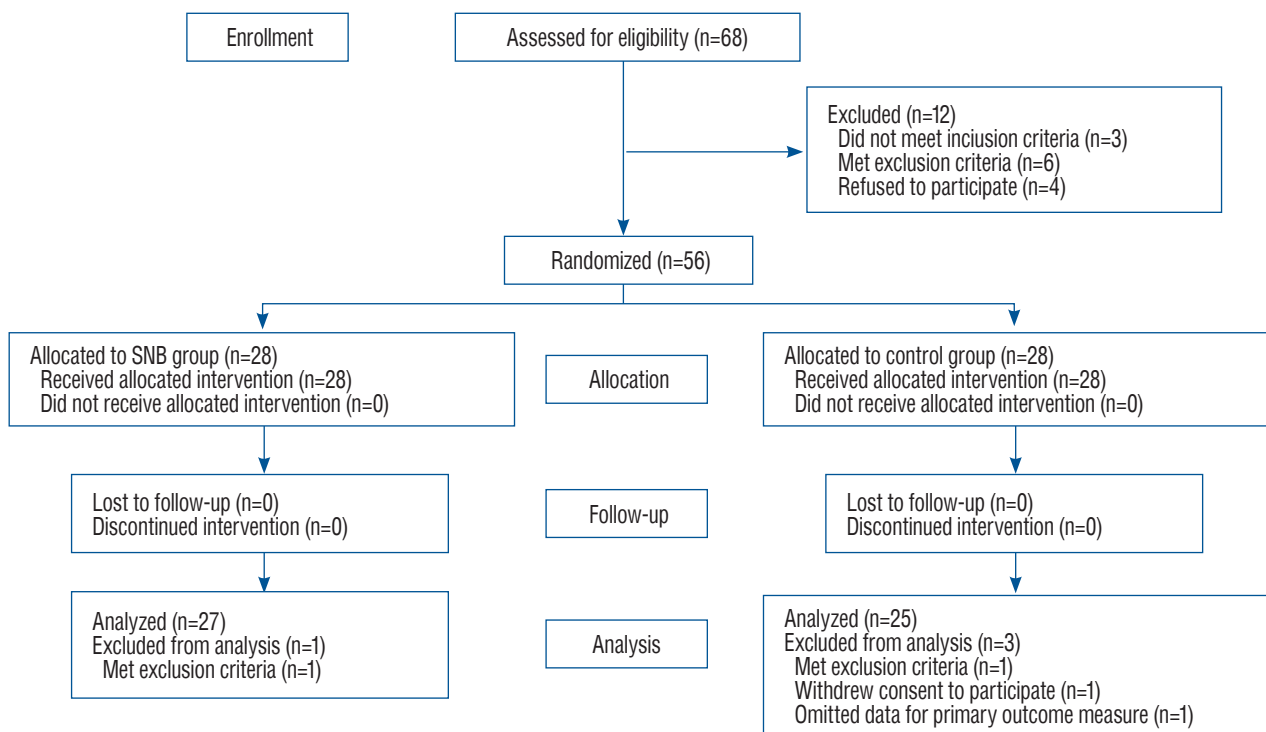 Enrollment
Assessed for eligibility (n=68)
Excluded (n=12)
Did not meet inciusion criteria (n=3)
Met exclusion criteria (n=6)
Refused to participate (n=4)
Randomized (n=56)
Allocated to SNB group (n=28)
Received allocated intervention (n=28)
Did not receive allocated intervention (n=0)
Allocation
Allocated to control group (n=28)
Received allocated intervention (n=28)
Did not receive allocated intervention (n=0)
Lost to follow-up (n=0)
Discontinued intervention (n=0)
Follow-up
Lost to follow-up (n=0)
Discontinued intervention (n=0)
Analyzed (n=27)
Excluded from analysis (n=1)
Met exclusion criteria (n=1)
Analysis
Analyzed (n=25)
Excluded from analysis (n=3)
Met exclusion criteria (n=1)
Withdrew consent to participate (n=1)
Omitted data for primary outcome measure (n=1)